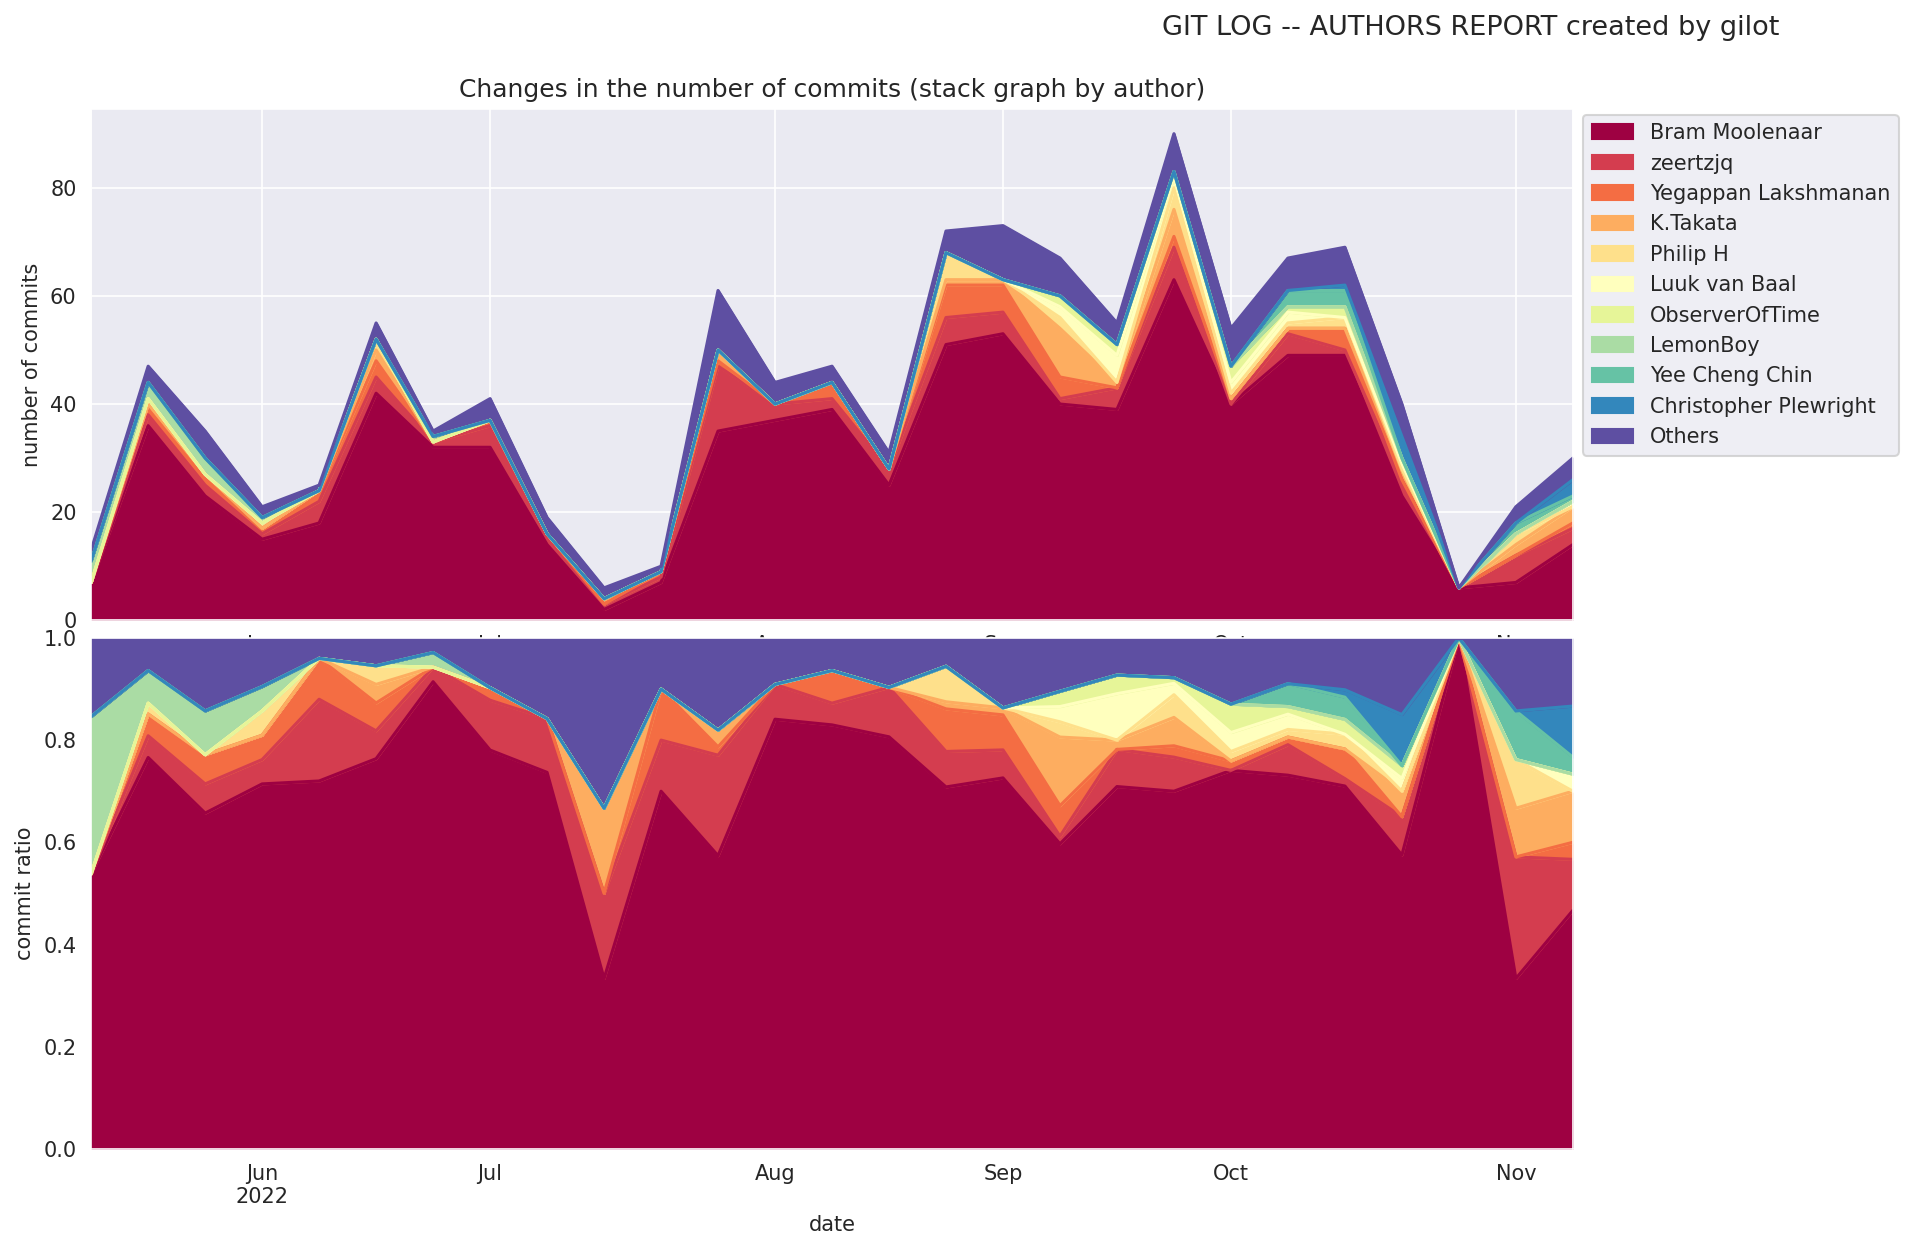 GIT LOG -- AUTHORS REPORT created by gilot
Changes in the number of commits (stack graph by author)
number of commits
80
60
40
20
0
Bram Moolenaar
zeertzjq
Yegappan Lakshmanan
K.Takata
Philip H
Luuk van Baal
ObserverOfTime
LemonBoy
Yee Cheng Chin
Christopher Plewright
Others
commit ratio
1.0
0.8
0.6
0.4
0.2
0.0
Jun Jul Aug Sep Oct Nov
2022
date